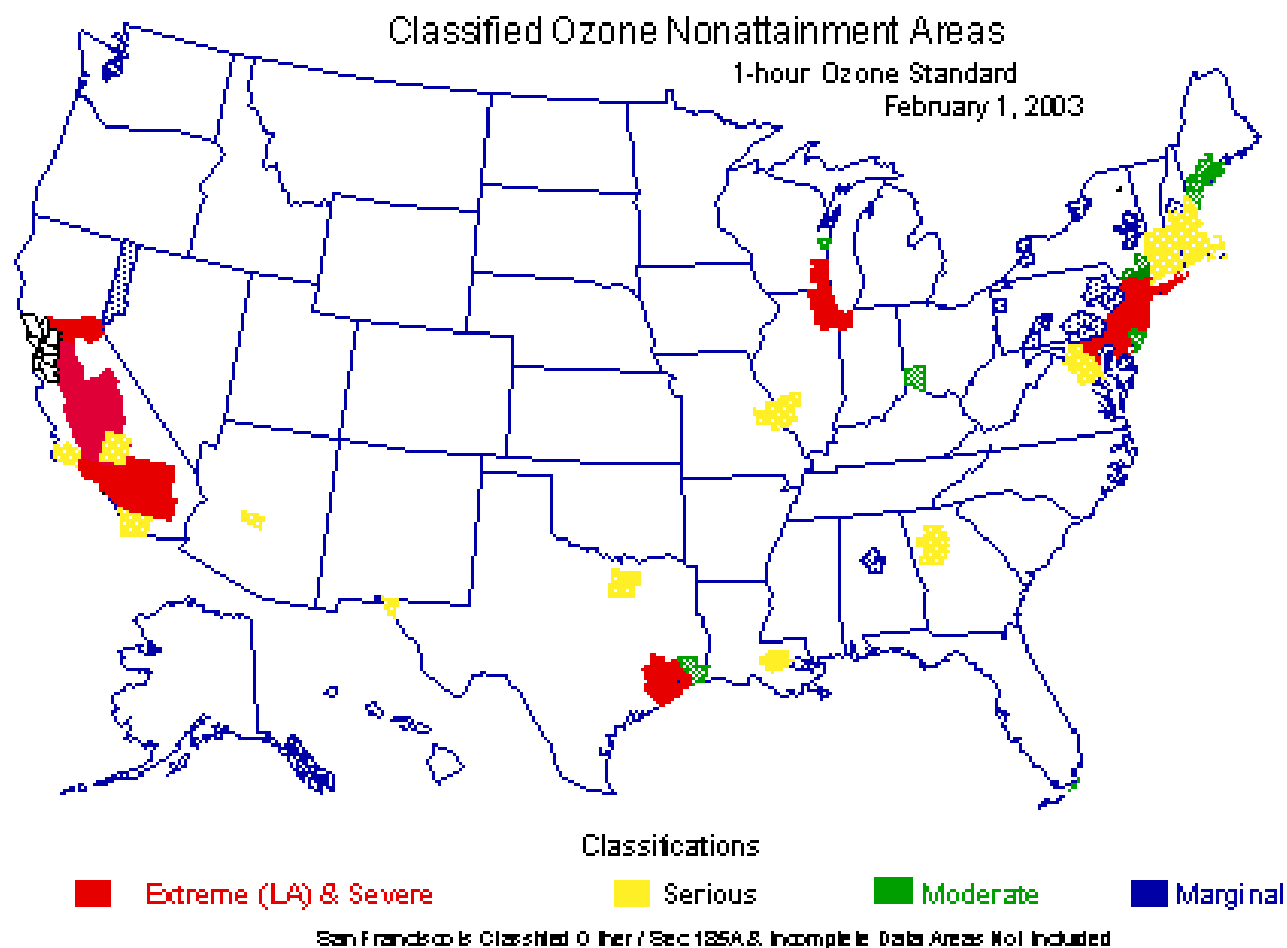 Classified Ozone Nonattainment Areas
1-hour Ozone Standard
February 1, 2003
Classifications
Extreme (LA) & Severe
Serious
Moderate
Marginal
San Francisco is Classified Other / Sec 185A & Incomplete Data Areas Not Included